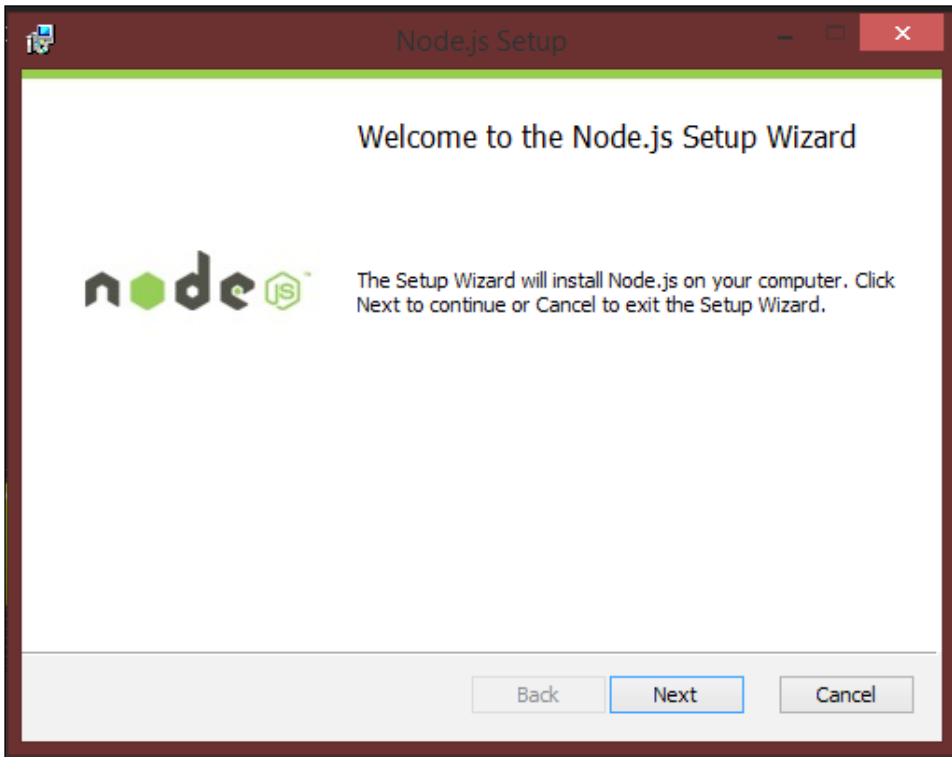 Node.js Setup
Welcome to the Node.js Setup Wizard
node JS
The Setup Wizard will install Node.js on your computer. Click
Next to continue or Cancel to exit the Setup Wizard.
Back
Next
Cancel